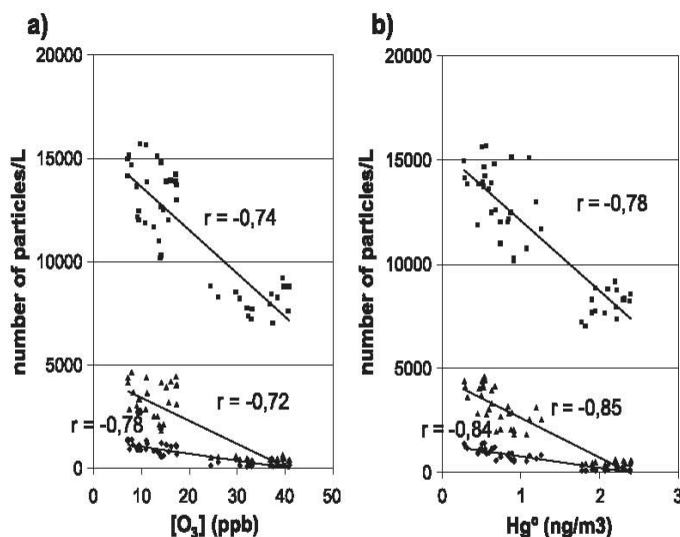 a)
number of particles/L
20000
15000
10000
5000
0
r = -0,74
r = -0,72
r = -0,78
0 10 20 30 40 50
[O3] (ppb)
b)
number of particles/L
20000
15000
10000
5000
0
r = -0,78
r = -0,85
r = -0,84
0 1 2 3
Hgº (ng/m3)